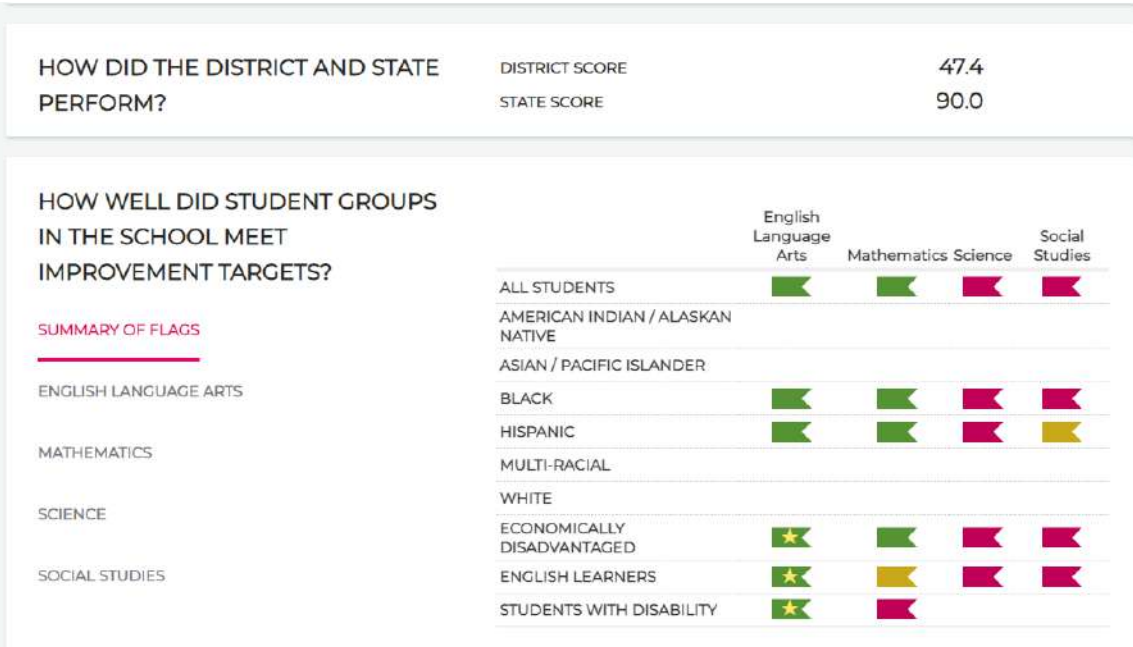 HOW DID THE DISTRICT AND STATE
PERFORM?
DISTRICT SCORE 47.4
STATE SCORE 90.0
HOW WELL DID STUDENT GROUPS
IN THE SCHOOL MEET
IMPROVEMENT TARGETS?
SUMMARY OF FLAGS
ENGLISH LANGUAGE ARTS
MATHEMATICS
SCIENCE
SOCIAL STUDIES
English
Language
Arts
Mathematics
Science
Social
Studies
ALL STUDENTS
AMERICAN INDIAN / ALASKAN
NATIVE
ASIAN / PACIFIC ISLANDER
BLACK
HISPANIC
MULTI-RACIAL
WHITE
ECONOMICALLY
DISADVANTAGED
ENGLISH LEARNERS
STUDENTS WITH DISABILITY